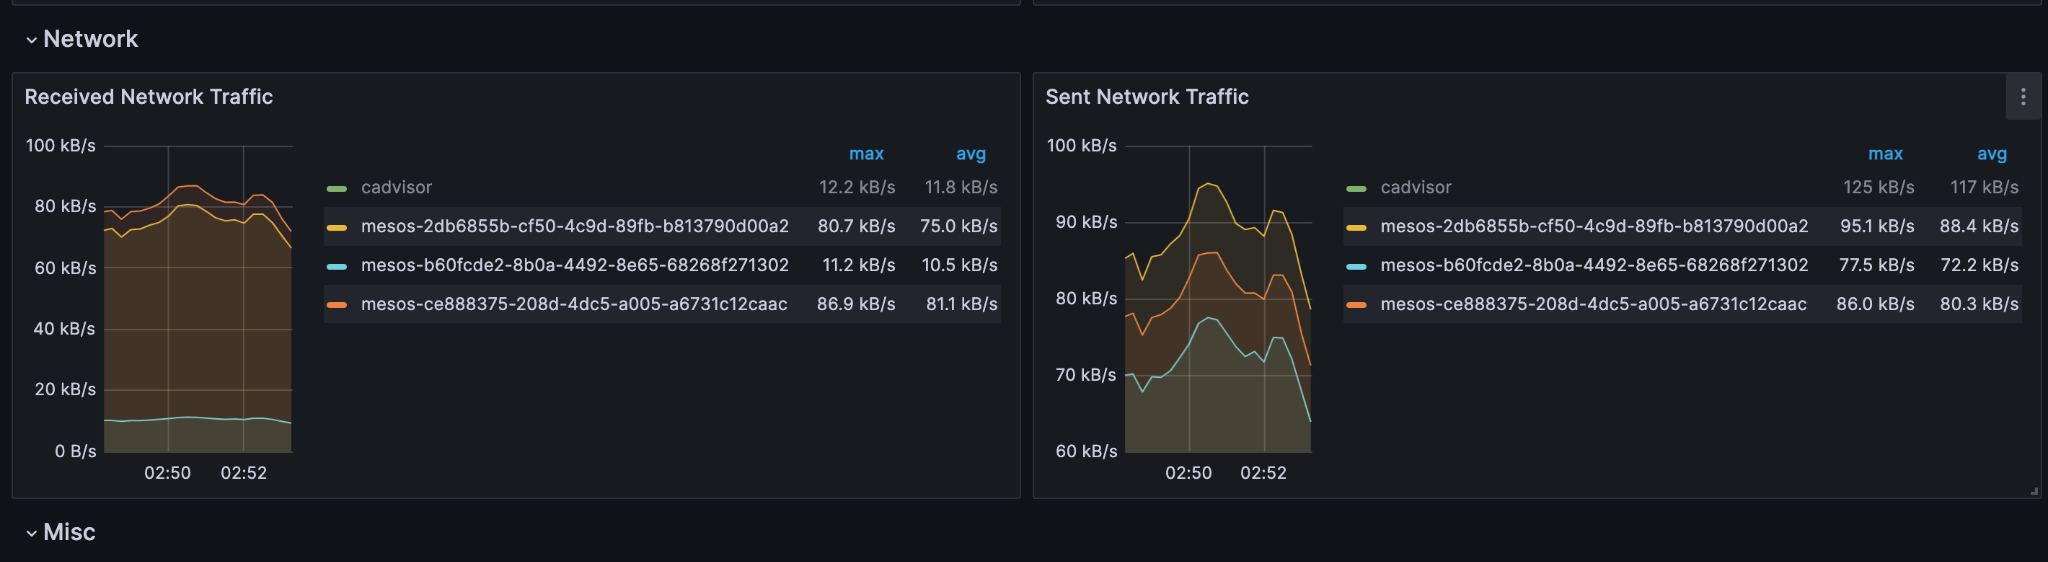 Network
Received Network Traffic
100 kB/s
80 kB/s
60 kB/s
40 kB/s
20 kB/s
0 B/s
02:50 02:52
max avg
cadvisor 12.2 kB/s 11.8 kB/s
mesos-2db6855b-cf50-4c9d-89fb-b813790d00a2 80.7 kB/s 75.0 kB/s
mesos-b60fcde2-8b0a-4492-8e65-68268f271302 11.2 kB/s 10.5 kB/s
mesos-ce888375-208d-4dc5-a005-a6731c12caac 86.9 kB/s 81.1 kB/s
Sent Network Traffic
100 kB/s
90 kB/s
80 kB/s
70 kB/s
60 kB/s
02:50 02:52
max avg
cadvisor 125 kB/s 117 kB/s
mesos-2db6855b-cf50-4c9d-89fb-b813790d00a2 95.1 kB/s 88.4 kB/s
mesos-b60fcde2-8b0a-4492-8e65-68268f271302 77.5 kB/s 72.2 kB/s
mesos-ce888375-208d-4dc5-a005-a6731c12caac 86.0 kB/s 80.3 kB/s
Misc